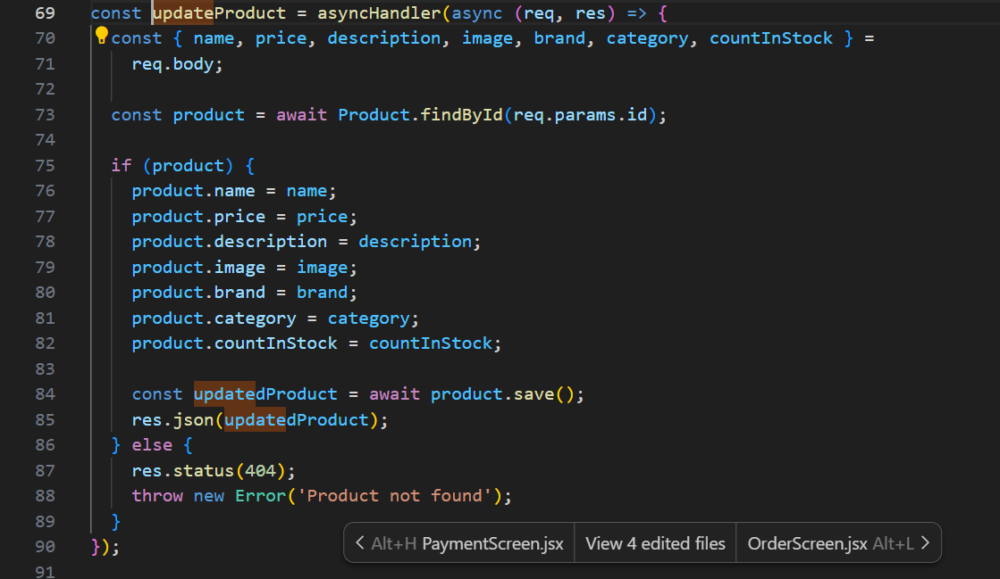 69 const updateProduct = asyncHandler(async (req, res) => {
70 const { name, price, description, image, brand, category, countInStock } =
71 req.body;
72
73 const product = await Product.findById(req.params.id);
74
75 if (product) {
76 product.name = name;
77 product.price = price;
78 product.description = description;
79 product.image = image;
80 product.brand = brand;
81 product.category = category;
82 product.countInStock = countInStock;
83
84 const updatedProduct = await product.save();
85 res.json(updatedProduct);
86 } else {
87 res.status(404);
88 throw new Error('Product not found');
89 }
90 });
91
< Alt+H PaymentScreen.jsx View 4 edited files OrderScreen.jsx Alt+L >